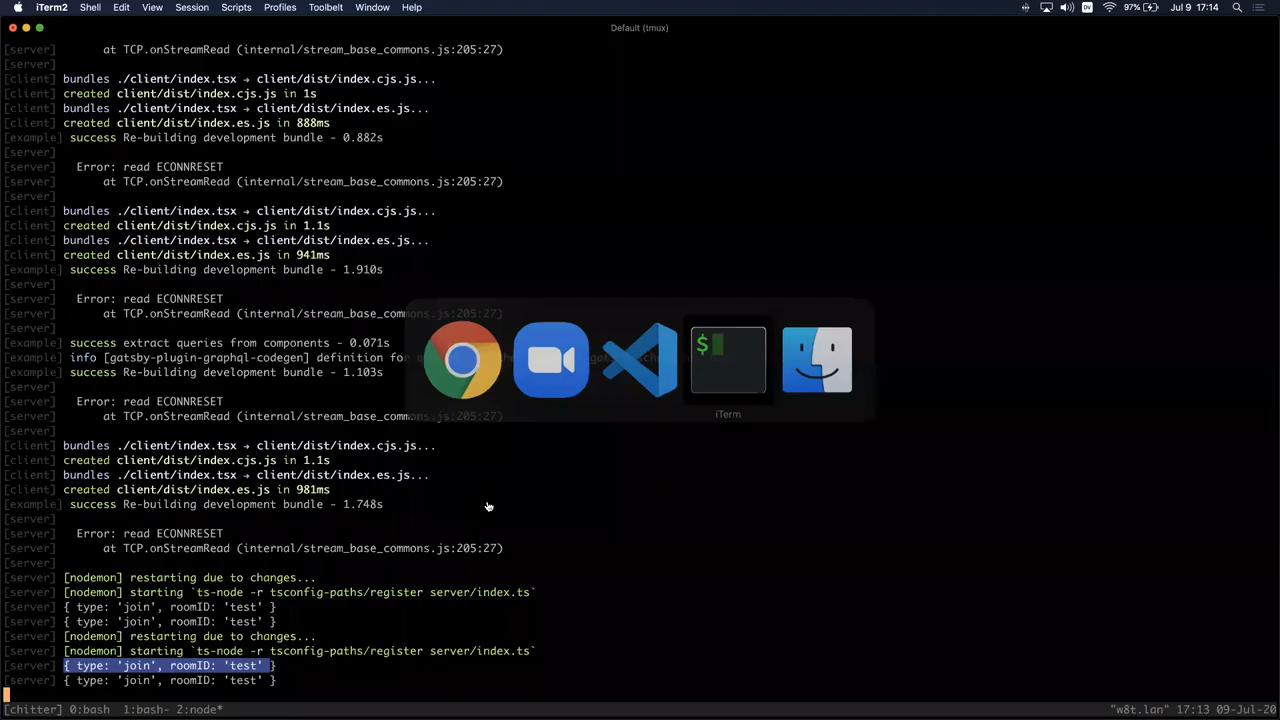 iTerm2 Shell Edit View Session Scripts Profiles Toolbelt Window Help DV 97% Jul 9 17:14
Default (tmux)
[server] at TCP.onStreamRead (internal/stream_base_commons.js:205:27)
[server]
[client] bundles ./client/index.tsx → client/dist/index.cjs.js...
[client] created client/dist/index.cjs.js in 1s
[client] bundles ./client/index.tsx → client/dist/index.es.js...
[client] created client/dist/index.es.js in 888ms
[example] success Re-building development bundle - 0.882s
[server]
[server] Error: read ECONNRESET
[server] at TCP.onStreamRead (internal/stream_base_commons.js:205:27)
[server]
[client] bundles ./client/index.tsx → client/dist/index.cjs.js...
[client] created client/dist/index.cjs.js in 1.1s
[client] bundles ./client/index.tsx → client/dist/index.es.js...
[client] created client/dist/index.es.js in 941ms
[example] success Re-building development bundle - 1.910s
[server]
[server] Error: read ECONNRESET
[server] at TCP.onStreamRead (internal/stream_base_commons.js:205:27)
[server]
[example] success extract queries from components - 0.071s
[example] info [gatsby-plugin-graphql-codegen] definition for
[example] success Re-building development bundle - 1.103s
[server]
[server] Error: read ECONNRESET
[server] at TCP.onStreamRead (internal/stream_base_commons.js:205:27)
iTerm
[server]
[client] bundles ./client/index.tsx → client/dist/index.cjs.js...
[client] created client/dist/index.cjs.js in 1.1s
[client] bundles ./client/index.tsx → client/dist/index.es.js...
[client] created client/dist/index.es.js in 981ms
[example] success Re-building development bundle - 1.748s
[server]
[server] Error: read ECONNRESET
[server] at TCP.onStreamRead (internal/stream_base_commons.js:205:27)
[server]
[server] [nodemon] restarting due to changes...
[server] [nodemon] starting `ts-node -r tsconfig-paths/register server/index.ts`
[server] { type: 'join', roomID: 'test' }
[server] { type: 'join', roomID: 'test' }
[server] [nodemon] restarting due to changes...
[server] [nodemon] starting `ts-node -r tsconfig-paths/register server/index.ts`
[server] { type: 'join', roomID: 'test' }
[server] { type: 'join', roomID: 'test' }
[chitter] 0:bash 1:bash- 2:node* "w8t.lan" 17:13 09-Jul-20